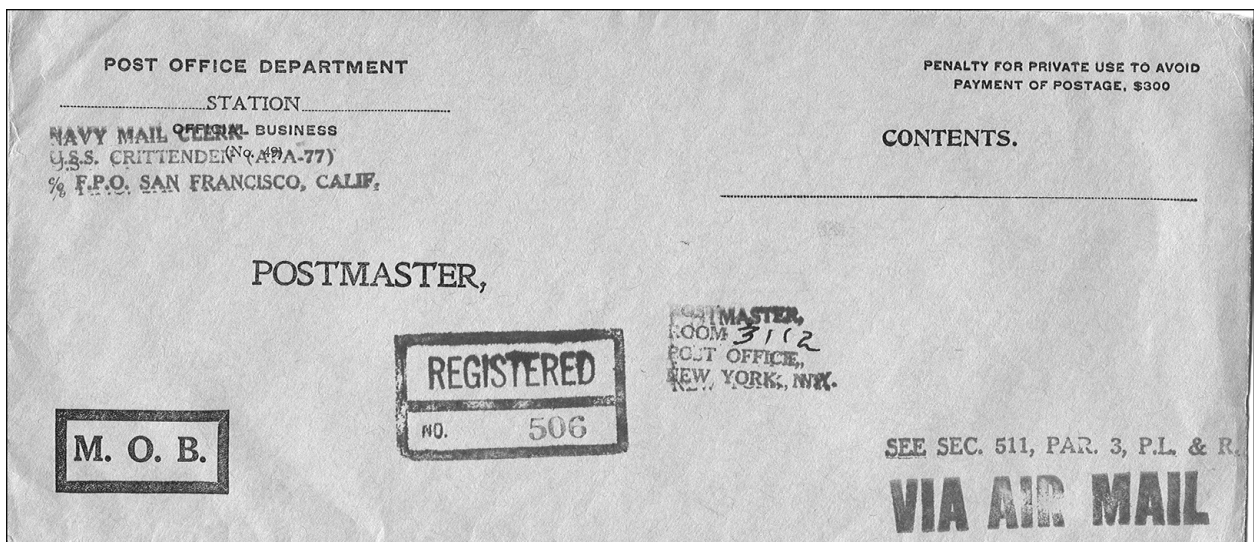 POST OFFICE DEPARTMENT
STATION
OFFICIAL BUSINESS
(No. 49)
NAVY MAIL CLERK
U.S.S. CRITTENDEN (APA-77)
% F.P.O. SAN FRANCISCO, CALIF.
PENALTY FOR PRIVATE USE TO AVOID
PAYMENT OF POSTAGE, $300
CONTENTS.
POSTMASTER,
POSTMASTER,
ROOM 3112
POST OFFICE,
NEW YORK, N.Y.
REGISTERED
NO. 506
M. O. B.
SEE SEC. 511, PAR. 3, P.L. & R.
VIA AIR MAIL